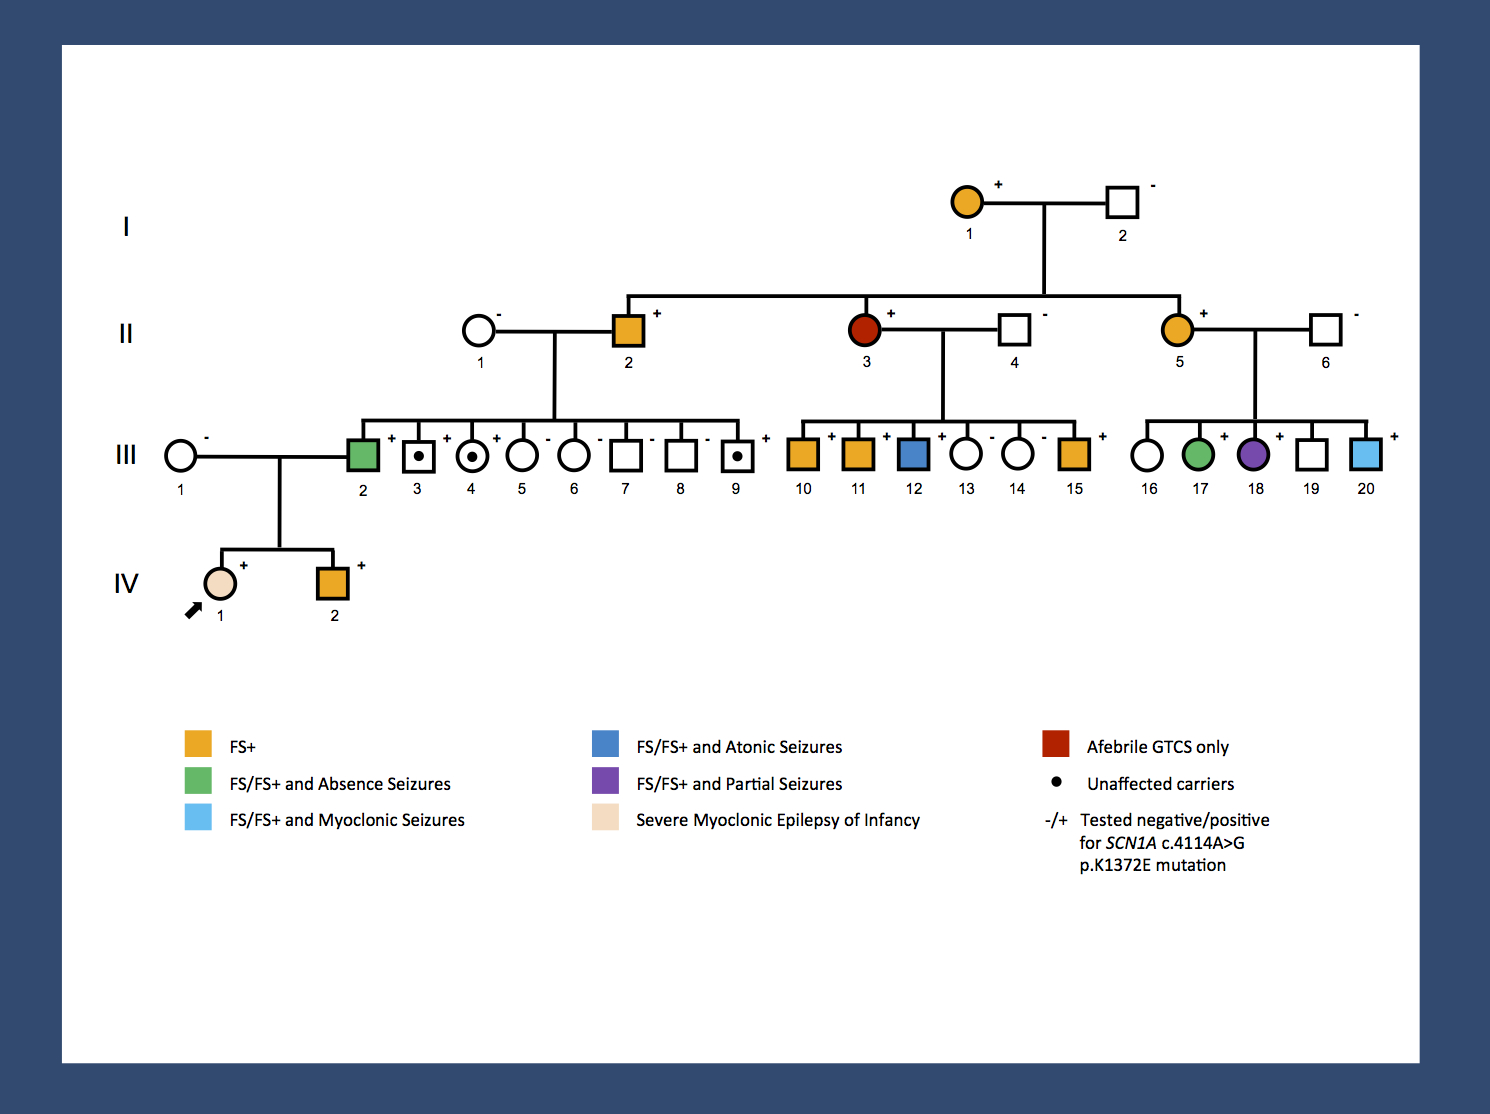 + -
I
1 2
- + + - + -
II
1 2 3 4 5 6
- + + + - - - - + + + + - - + + + +
III
1 2 3 4 5 6 7 8 9 10 11 12 13 14 15 16 17 18 19 20
+ +
IV
1 2
FS+
FS/FS+ and Absence Seizures
FS/FS+ and Myoclonic Seizures
FS/FS+ and Atonic Seizures
FS/FS+ and Partial Seizures
Severe Myoclonic Epilepsy of Infancy
Afebrile GTCS only
Unaffected carriers
-/+ Tested negative/positive
for SCN1A c.4114A>G
p.K1372E mutation